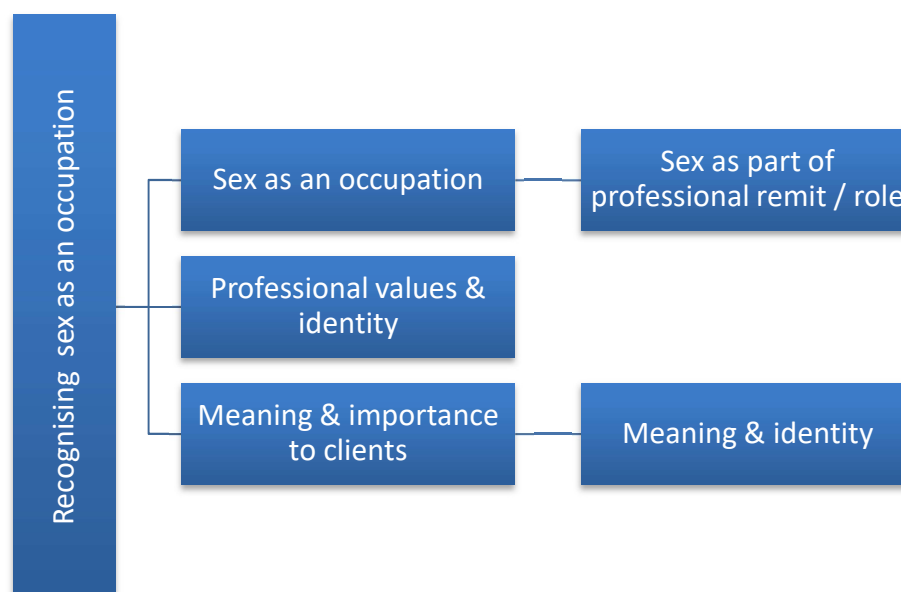 Recognising sex as an occupation
Sex as an occupation
Sex as part of
professional remit / role
Professional values &
identity
Meaning & importance
to clients
Meaning & identity